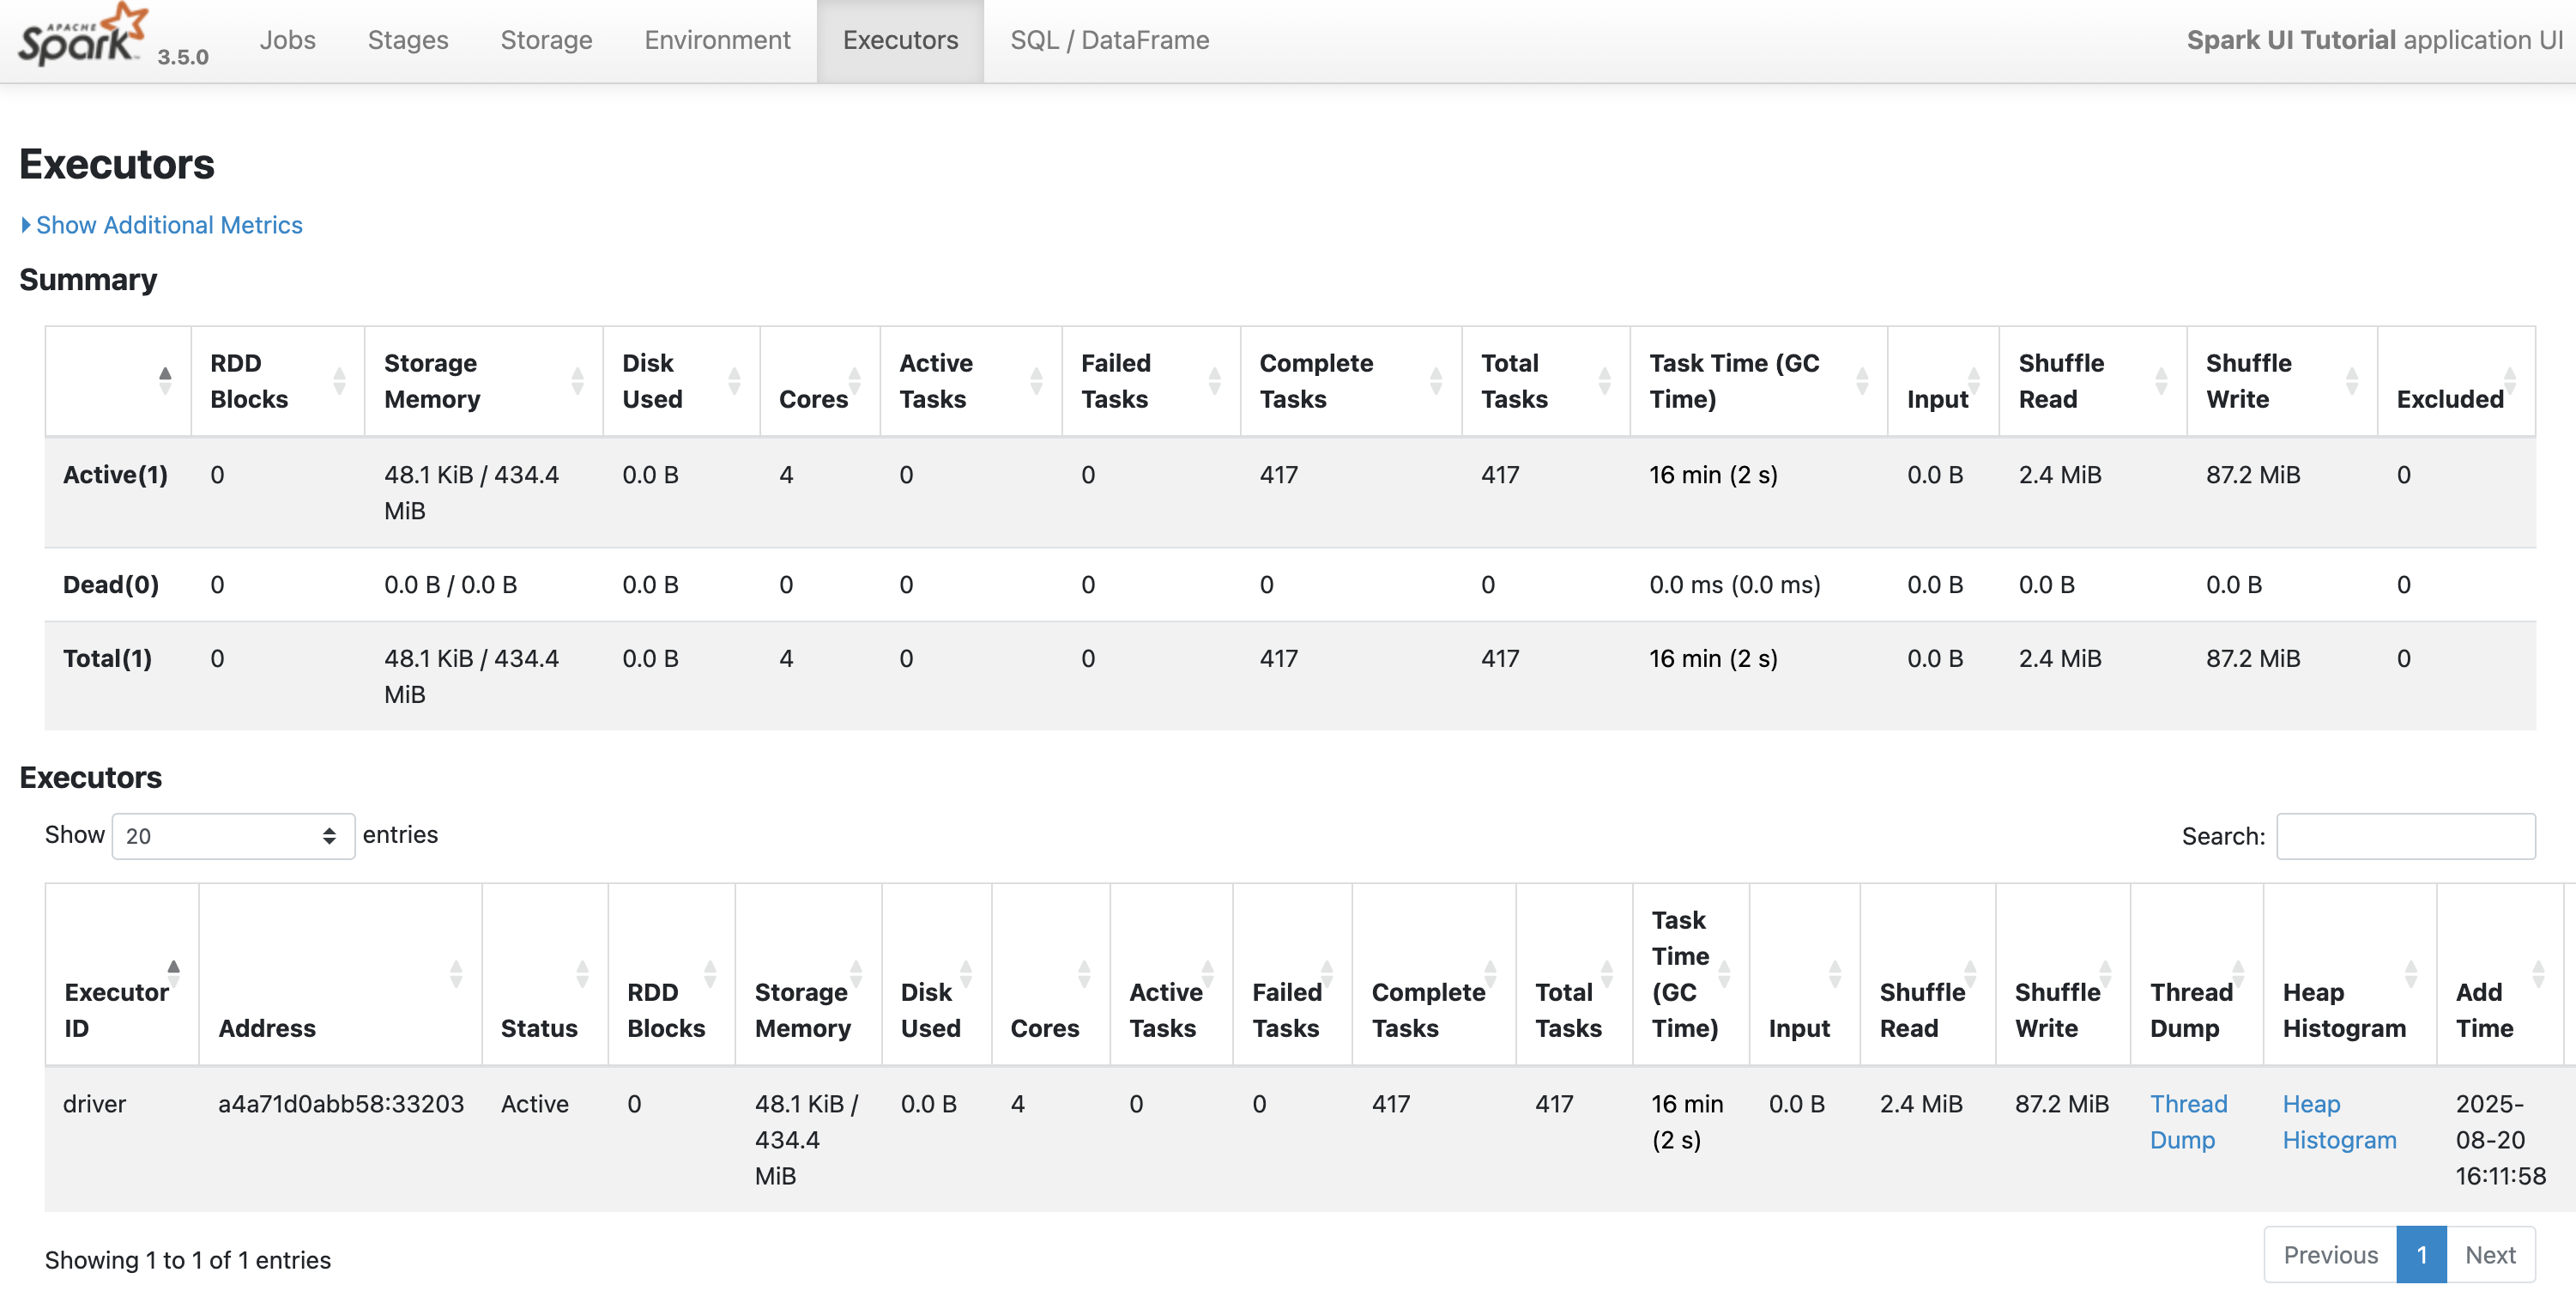 APACHE
Spark 3.5.0 Jobs Stages Storage Environment Executors SQL / DataFrame Spark UI Tutorial application UI
Executors
Show Additional Metrics
Summary
RDD Blocks Storage Memory Disk Used Cores Active Tasks Failed Tasks Complete Tasks Total Tasks Task Time (GC Time) Input Shuffle Read Shuffle Write Excluded
Active(1) 0 48.1 KiB / 434.4 MiB 0.0 B 4 0 0 417 417 16 min (2 s) 0.0 B 2.4 MiB 87.2 MiB 0
Dead(0) 0 0.0 B / 0.0 B 0.0 B 0 0 0 0 0 0.0 ms (0.0 ms) 0.0 B 0.0 B 0.0 B 0
Total(1) 0 48.1 KiB / 434.4 MiB 0.0 B 4 0 0 417 417 16 min (2 s) 0.0 B 2.4 MiB 87.2 MiB 0
Executors
Show 20 entries Search:
Executor ID Address Status RDD Blocks Storage Memory Disk Used Cores Active Tasks Failed Tasks Complete Tasks Total Tasks Task Time (GC Time) Input Shuffle Read Shuffle Write Thread Dump Heap Histogram Add Time
driver a4a71d0abb58:33203 Active 0 48.1 KiB / 434.4 MiB 0.0 B 4 0 0 417 417 16 min (2 s) 0.0 B 2.4 MiB 87.2 MiB Thread Dump Heap Histogram 2025-08-20 16:11:58
Showing 1 to 1 of 1 entries Previous 1 Next